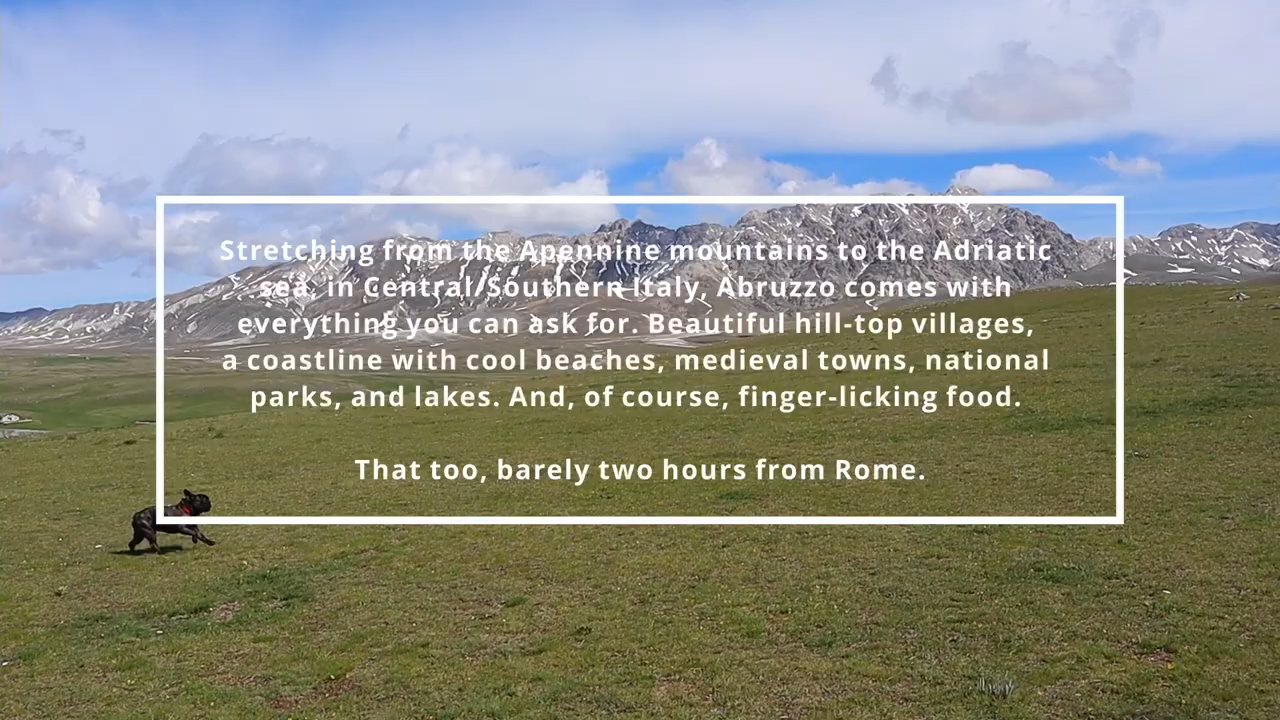 Stretching from the Apennine mountains to the Adriatic
sea, in Central/Southern Italy, Abruzzo comes with
everything you can ask for. Beautiful hill-top villages,
a coastline with cool beaches, medieval towns, national
parks, and lakes. And, of course, finger-licking food.
That too, barely two hours from Rome.